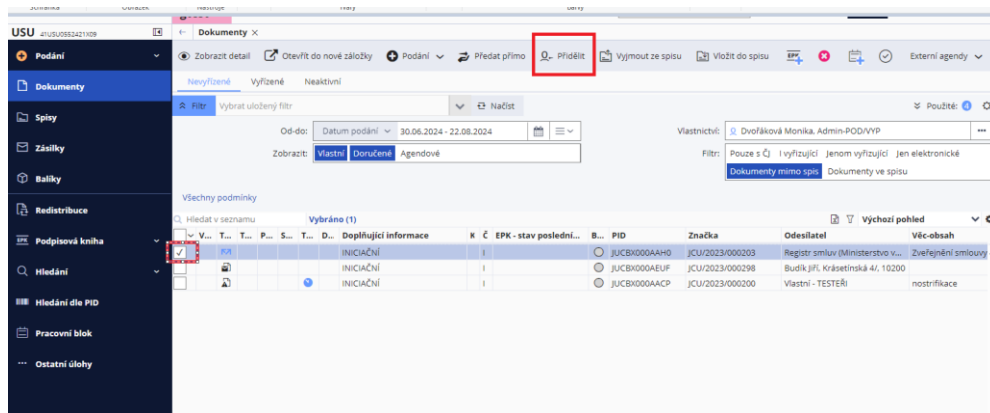 USU 41USU0552421X09
Dokumenty ×
Podání
Zobrazit detail Otevřít do nové záložky Podání Předat přímo Přidělit Vyjmout ze spisu Vložit do spisu EPK Externí agendy
Dokumenty
Nevyřízené Vyřízené Neaktivní
Filtr Vybrat uložený filtr Načíst Použité: 4
Spisy
Od-do: Datum podání 30.06.2024 - 22.08.2024 Vlastnictví: Dvořáková Monika, Admin-POD/VYP
Zásilky
Zobrazit: Vlastní Doručené Agendové Filtr: Pouze s Čj I vyřizující Jenom vyřizující Jen elektronické
Balíky
Dokumenty mimo spis Dokumenty ve spisu
Všechny podmínky
Redistribuce
Hledat v seznamu Vybráno (1) Výchozí pohled
EPK Podpisová kniha
V... T... T... P... S... T... D... Doplňující informace K Č EPK - stav poslední... B... PID Značka Odesílatel Věc-obsah
INICIAČNÍ I JUCBX000AAH0 JCU/2023/000203 Registr smluv (Ministerstvo v... Zveřejnění smlouvy
Hledání
INICIAČNÍ I JUCBX000AEUF JCU/2023/000298 Budík Jiří, Krásetínská 4/, 10200
INICIAČNÍ I JUCBX000AACP JCU/2023/000200 Vlastní - TESTEŘI nostrifikace
Hledání dle PID
Pracovní blok
Ostatní úlohy